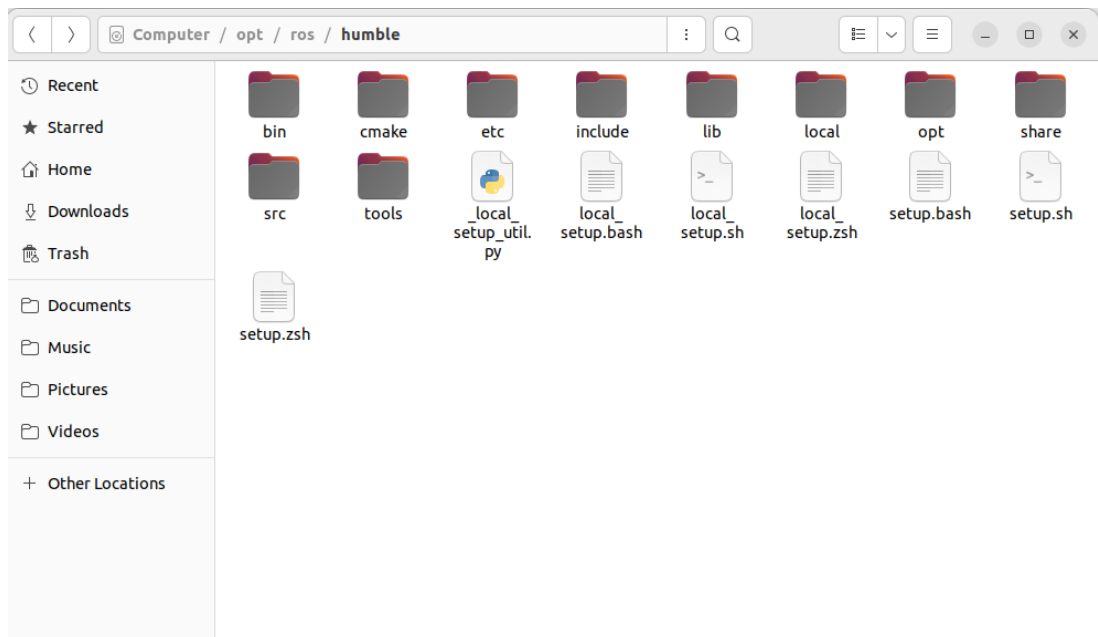 Computer / opt / ros / humble
Recent
Starred
Home
Downloads
Trash
Documents
Music
Pictures
Videos
+ Other Locations
bin cmake etc include lib local opt share
src tools _local_ local_ local_ local_ setup.bash setup.sh
setup_util. setup.bash setup.sh setup.zsh
py
setup.zsh